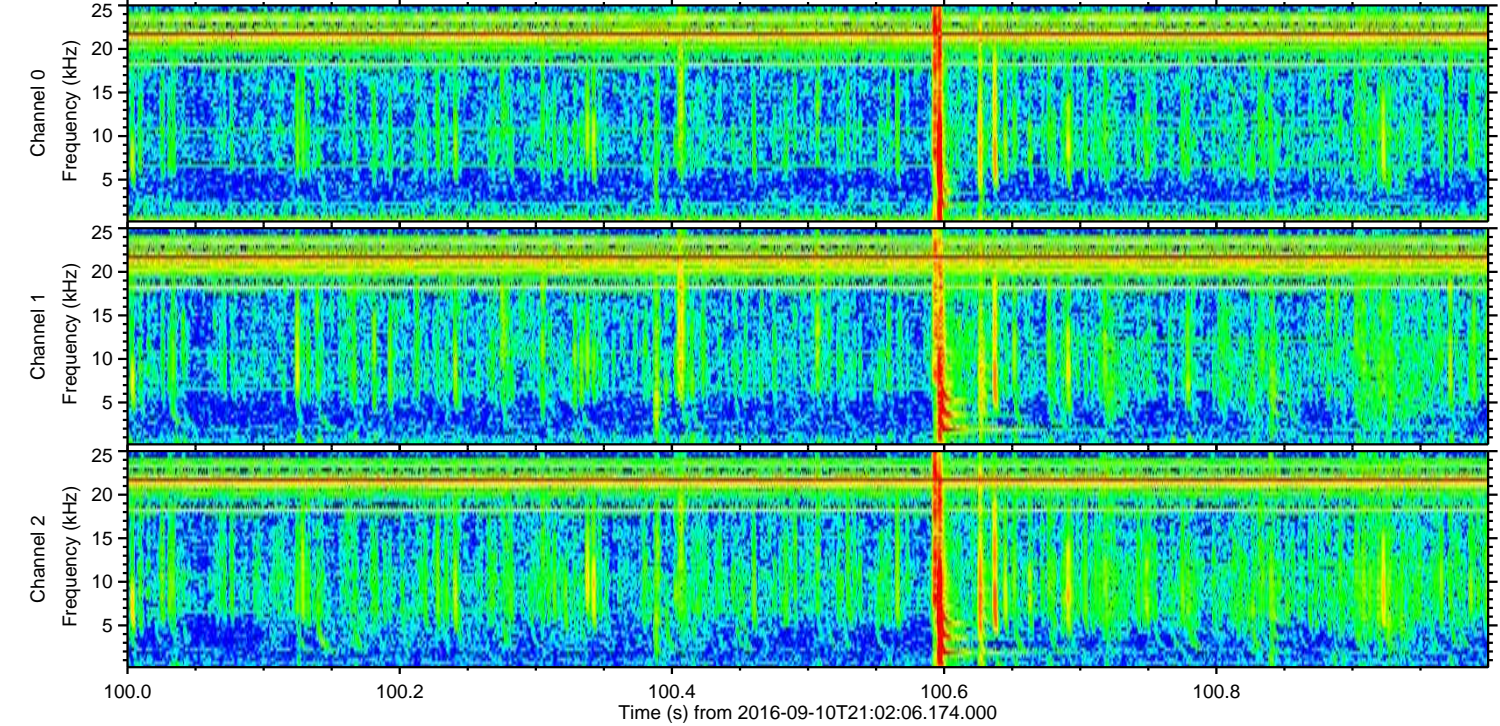 25
20
15
10
5
Channel 0
Frequency (kHz)
25
20
15
10
5
Channel 1
Frequency (kHz)
25
20
15
10
5
Channel 2
Frequency (kHz)
100.0 100.2 100.4 100.6 100.8
Time (s) from 2016-09-10T21:02:06.174.000